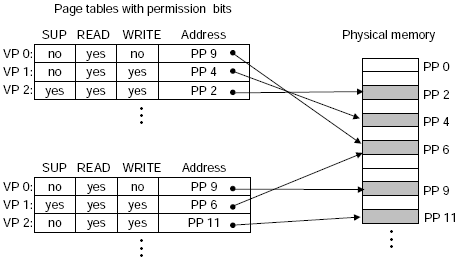 Page tables with permission bits
SUP READ WRITE Address Physical memory
VP 0: no yes no PP 9 PP 0
VP 1: no yes yes PP 4
VP 2: yes yes yes PP 2 PP 2
PP 4
PP 6
SUP READ WRITE Address
VP 0: no yes no PP 9 PP 9
VP 1: yes yes yes PP 6
VP 2: no yes yes PP 11 PP 11